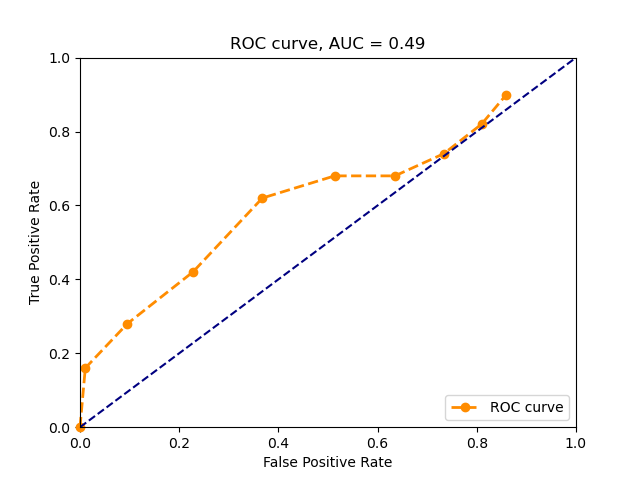 ROC curve, AUC = 0.49
1.0
0.8
0.6
0.4
0.2
0.0
True Positive Rate
0.0 0.2 0.4 0.6 0.8 1.0
False Positive Rate
ROC curve